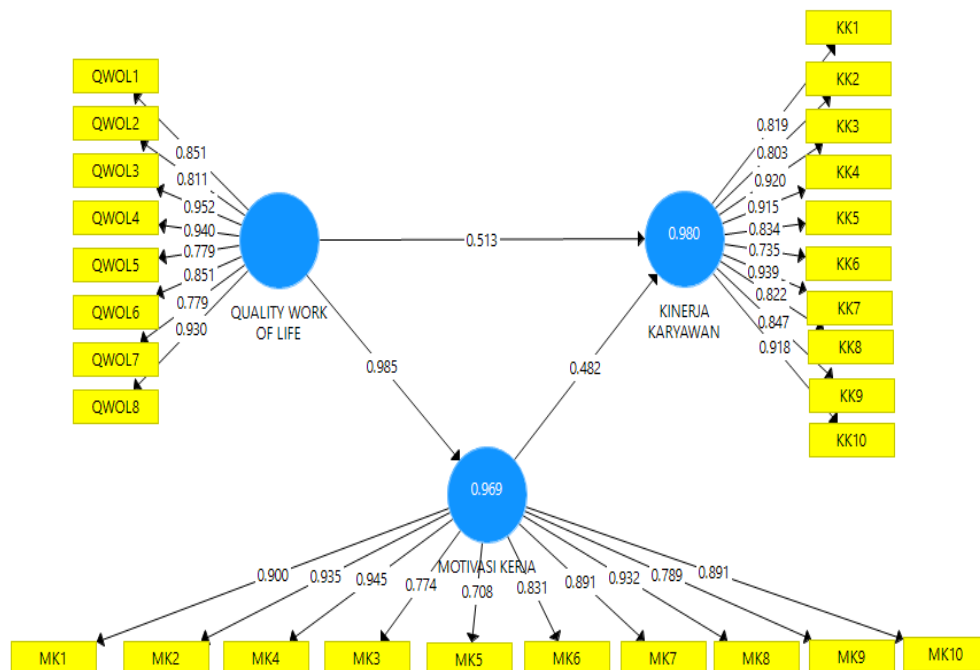 KK1
QWOL1
KK2
QWOL2
KK3
0.819
0.851
0.803
QWOL3
KK4
0.811
0.920
0.952
0.915
QWOL4
KK5
0.940
0.980
0.834
0.513
0.779
0.735
QWOL5
KK6
0.851
0.939
0.779
0.822
QWOL6
KK7
QUALITY WORK
OF LIFE
KINERJA
KARYAWAN
0.930
0.847
KK8
0.918
QWOL7
0.985
0.482
KK9
QWOL8
KK10
0.969
MOTIVASI KERJA
0.900
0.935
0.945
0.774
0.708
0.831
0.891
0.932
0.789
0.891
MK1
MK2
MK4
MK3
MK5
MK6
MK7
MK8
MK9
MK10